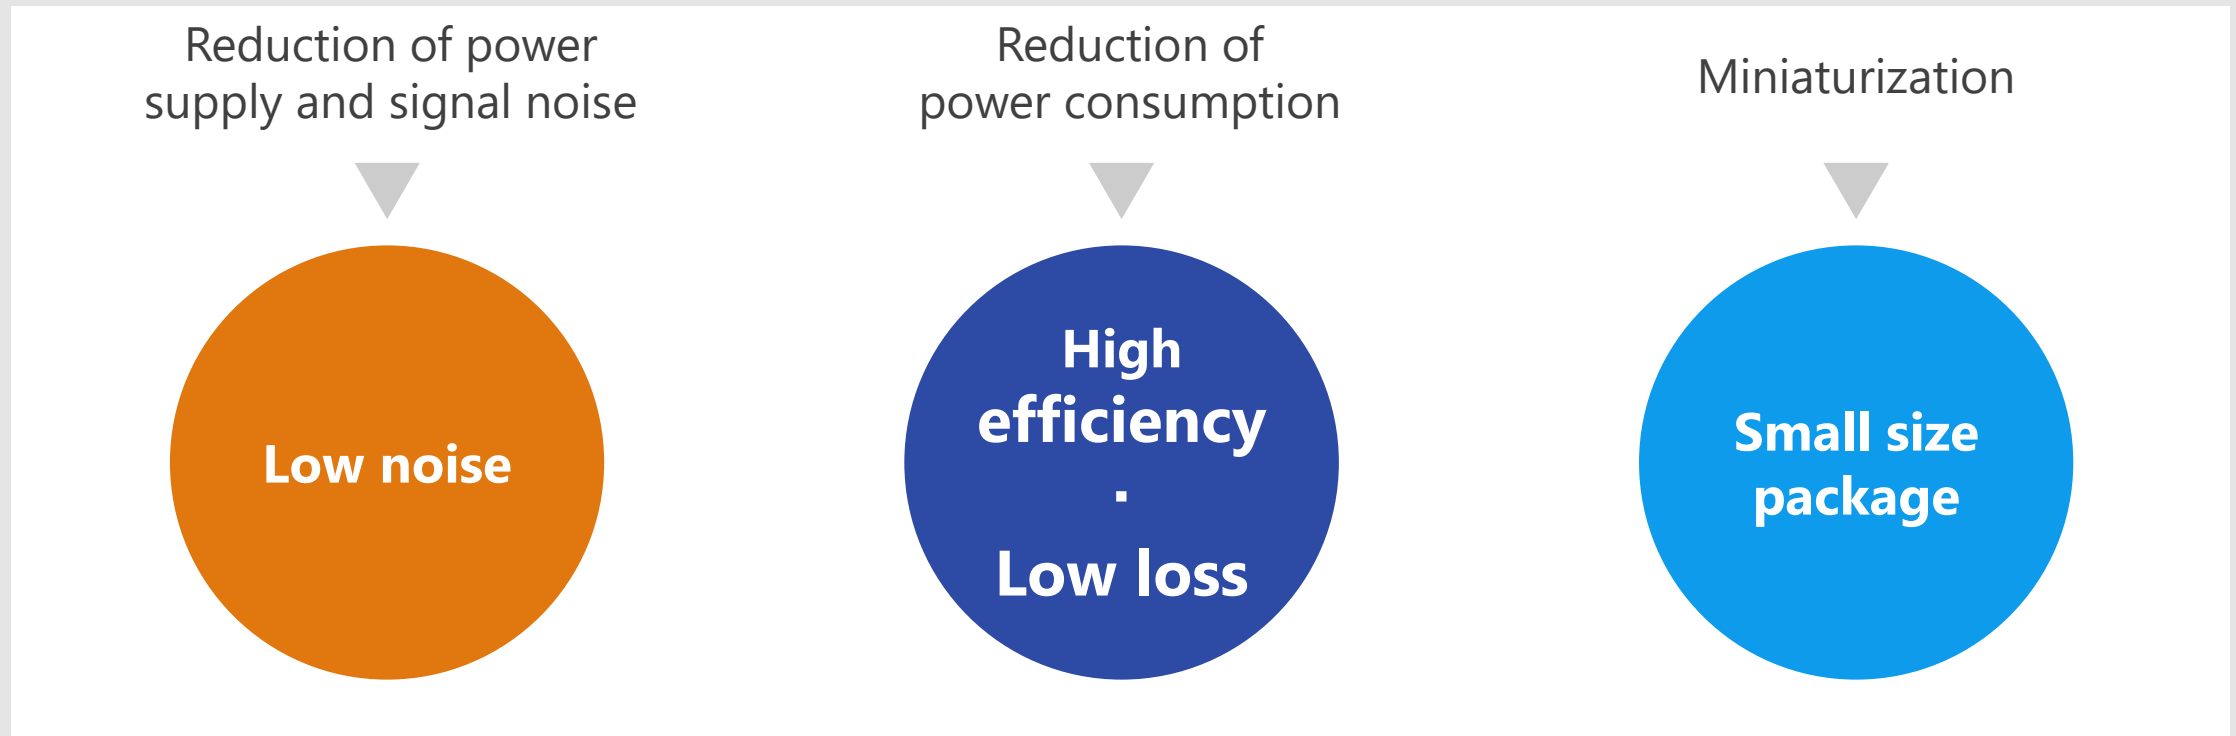 Reduction of power
supply and signal noise
Low noise
Reduction of
power consumption
High
efficiency
·
Low loss
Miniaturization
Small size
package